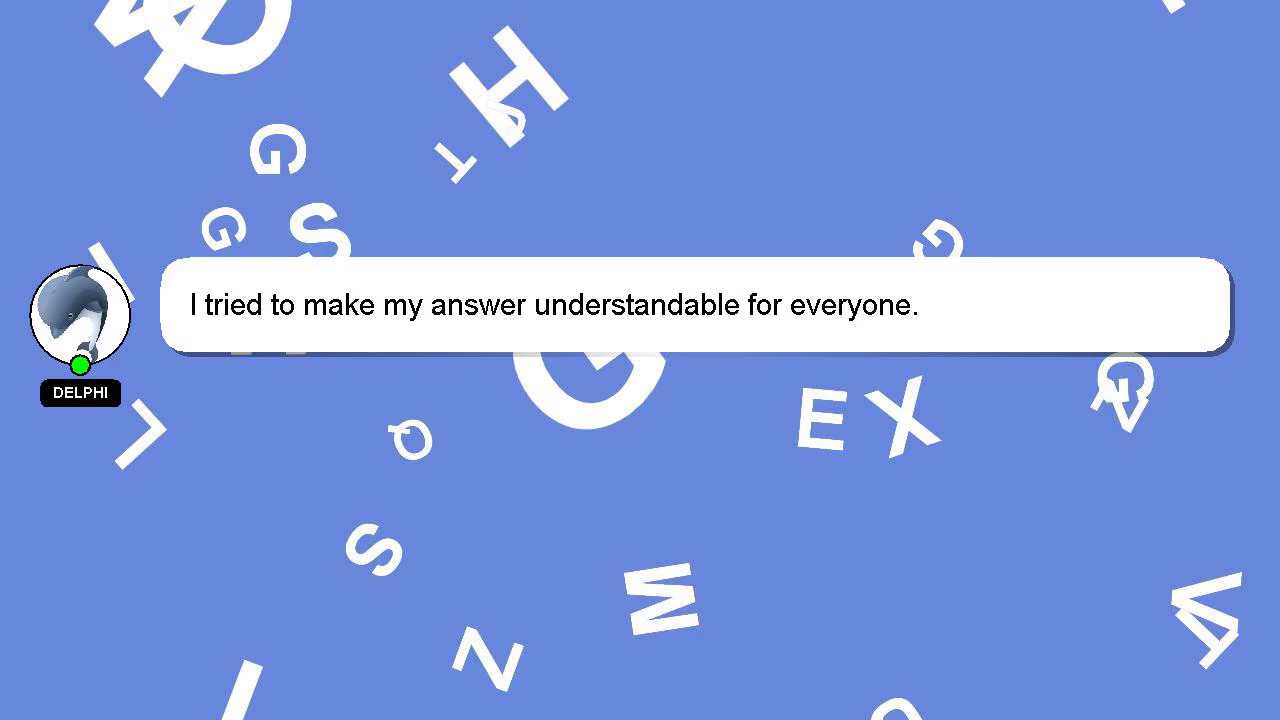 I tried to make my answer understandable for everyone.
DELPHI
H
T
G
G
S
G
L
Q
G
E X
G
S
M
Z
V